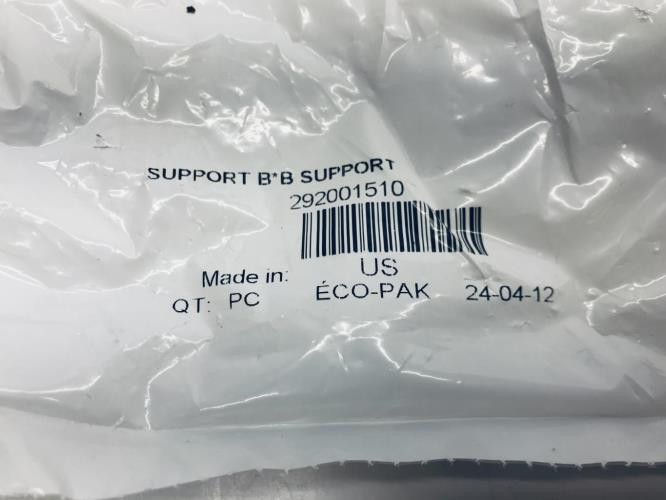 SUPPORT B*B SUPPORT
292001510
Made in: US
QT: PC ÉCO-PAK 24-04-12